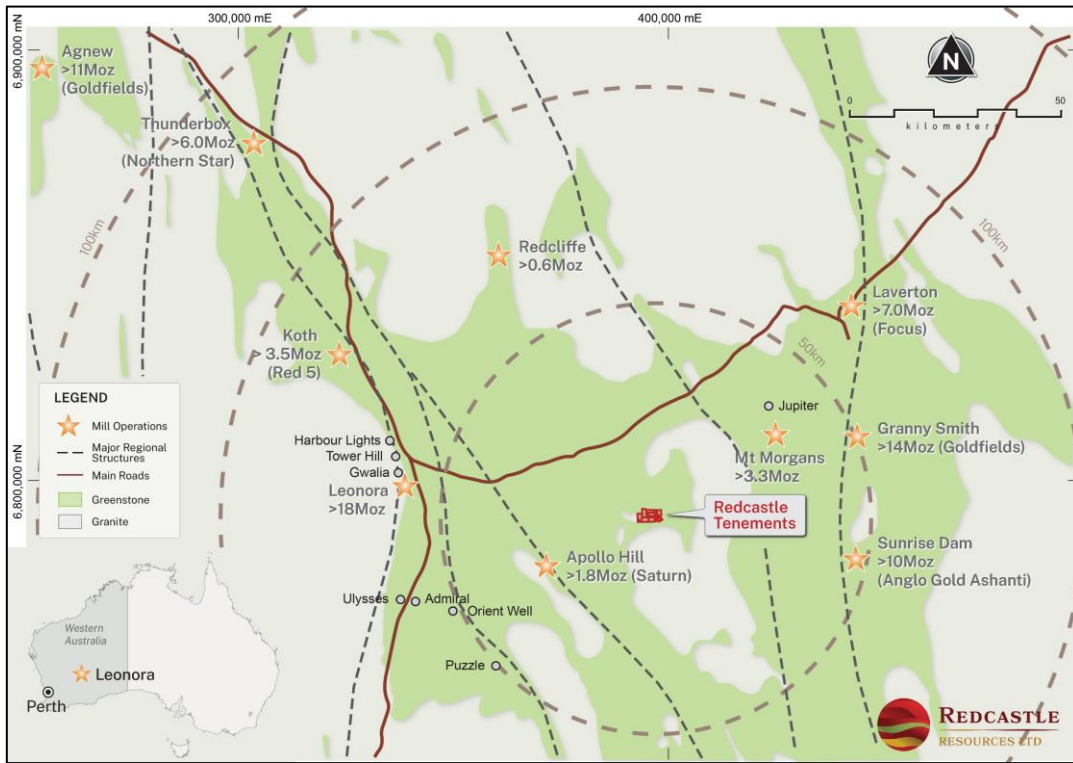 300,000 mE
400,000 mE
6,900,000 mN
6,800,000 mN
Agnew
>11Moz
(Goldfields)
Thunderbox
>6.0Moz
(Northern Star)
N
0
50
kilometers
100km
100km
Redcliffe
>0.6Moz
Laverton
>7.0Moz
(Focus)
Koth
> 3.5Moz
(Red 5)
50km
LEGEND
Mill Operations
Major Regional
Structures
Main Roads
Greenstone
Granite
Jupiter
Harbour Lights
Tower Hill
Gwalia
Leonora
>18Moz
Mt Morgans
>3.3Moz
Granny Smith
>14Moz (Goldfields)
Redcastle
Tenements
Apollo Hill
>1.8Moz (Saturn)
Sunrise Dam
>10Moz
(Anglo Gold Ashanti)
Ulysses
Admiral
Orient Well
Puzzle
Western
Australia
Leonora
Perth
REDCASTLE
RESOURCES LTD